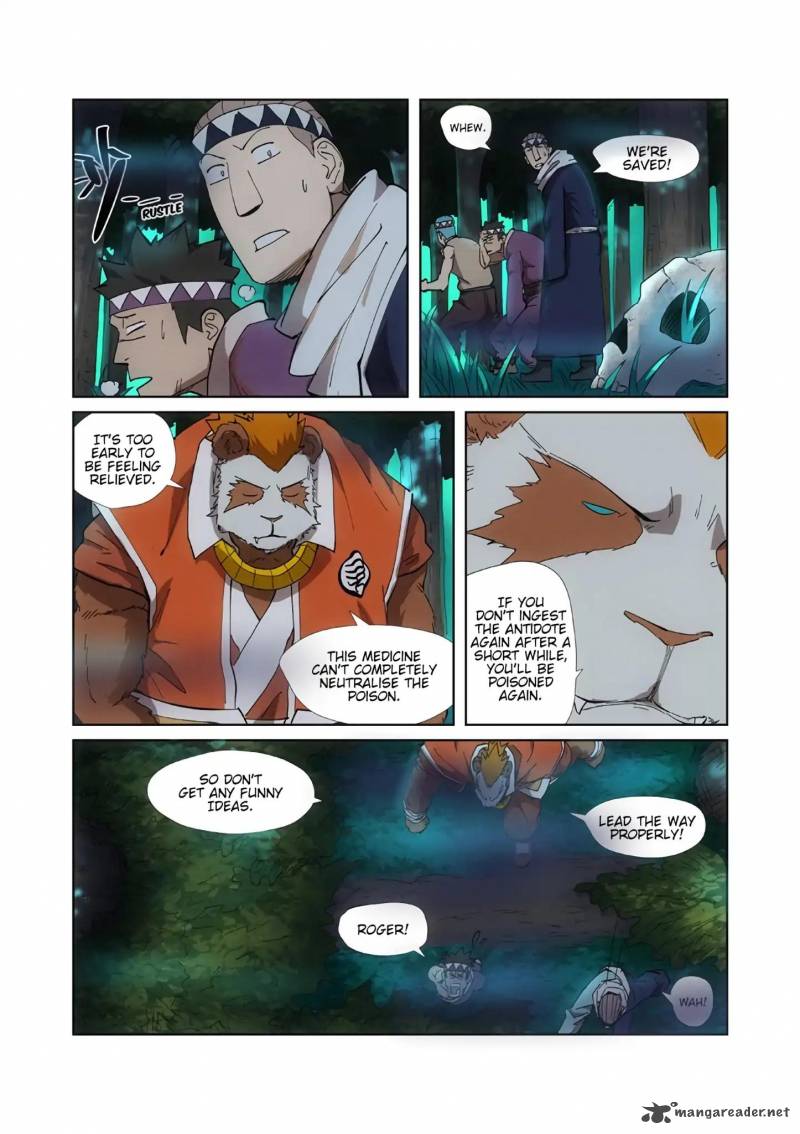 RUSTLE
WHEW.
WE'RE
SAVED!
IT'S TOO
EARLY TO
BE FEELING
RELIEVED.
THIS MEDICINE
CAN'T COMPLETELY
NEUTRALISE THE
POISON.
IF YOU
DON'T INGEST
THE ANTIDOTE
AGAIN AFTER A
SHORT WHILE,
YOU'LL BE
POISONED
AGAIN.
SO DON'T
GET ANY FUNNY
IDEAS.
LEAD THE WAY
PROPERLY!
ROGER!
WAH!
mangareader.net